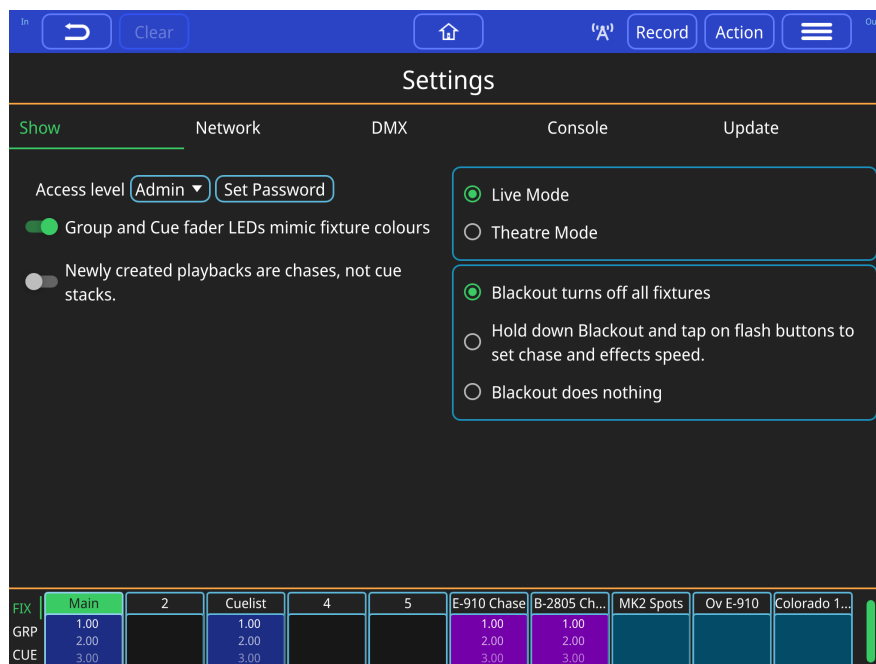 In
Clear
Record
Action
Ou
Settings
Show
Network
DMX
Console
Update
Access level
Admin
Set Password
Group and Cue fader LEDs mimic fixture colours
Newly created playbacks are chases, not cue
stacks.
Live Mode
Theatre Mode
Blackout turns off all fixtures
Hold down Blackout and tap on flash buttons to
set chase and effects speed.
Blackout does nothing
FIX
GRP
CUE
Main
1.00
2.00
3.00
2
Cuelist
1.00
2.00
3.00
4
5
E-910 Chase
1.00
2.00
3.00
B-2805 Ch...
1.00
2.00
3.00
MK2 Spots
Ov E-910
Colorado 1...